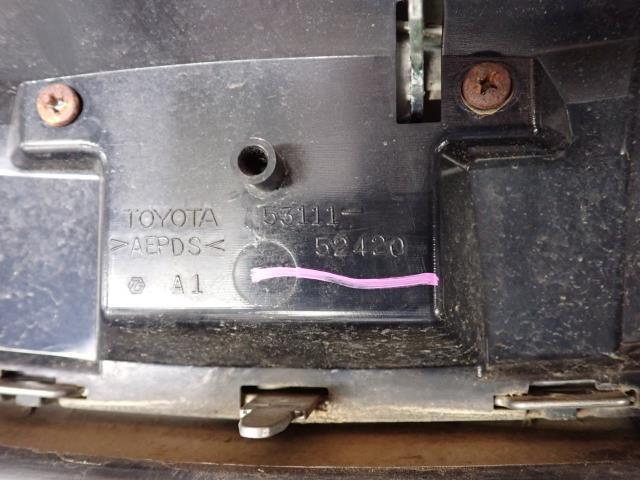 TOYOTA 53111-
>AEPDS< 52420
A1